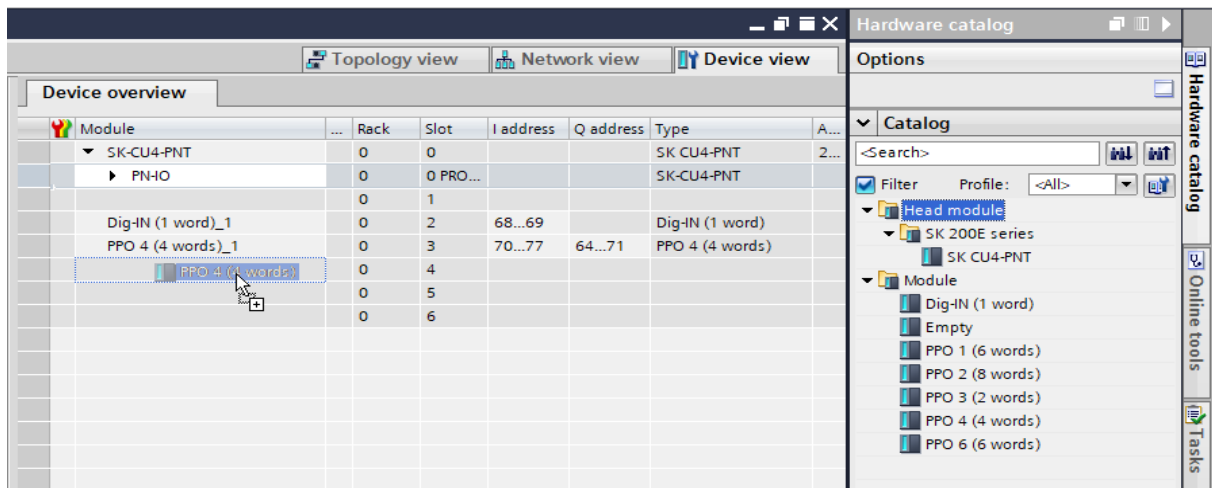 Hardware catalog
Topology view Network view Device view Options
Device overview
Module ... Rack Slot I address Q address Type A...
SK-CU4-PNT 0 0 SK CU4-PNT 2...
PN-IO 0 0 PRO... SK-CU4-PNT
0 1
Dig-IN (1 word)_1 0 2 68...69 Dig-IN (1 word)
PPO 4 (4 words)_1 0 3 70...77 64...71 PPO 4 (4 words)
PPO 4 (4 words) 0 4
0 5
0 6
Catalog
<Search>
Filter Profile: <All>
Head module
SK 200E series
SK CU4-PNT
Module
Dig-IN (1 word)
Empty
PPO 1 (6 words)
PPO 2 (8 words)
PPO 3 (2 words)
PPO 4 (4 words)
PPO 6 (6 words)
Hardware catalog
Online tools
Tasks